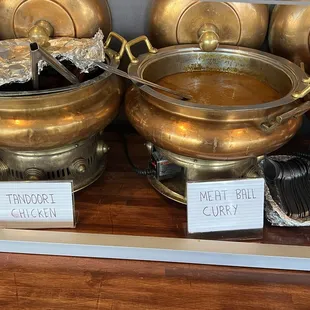 TANDOORI
CHICKEN
MEAT BALL
CURRY